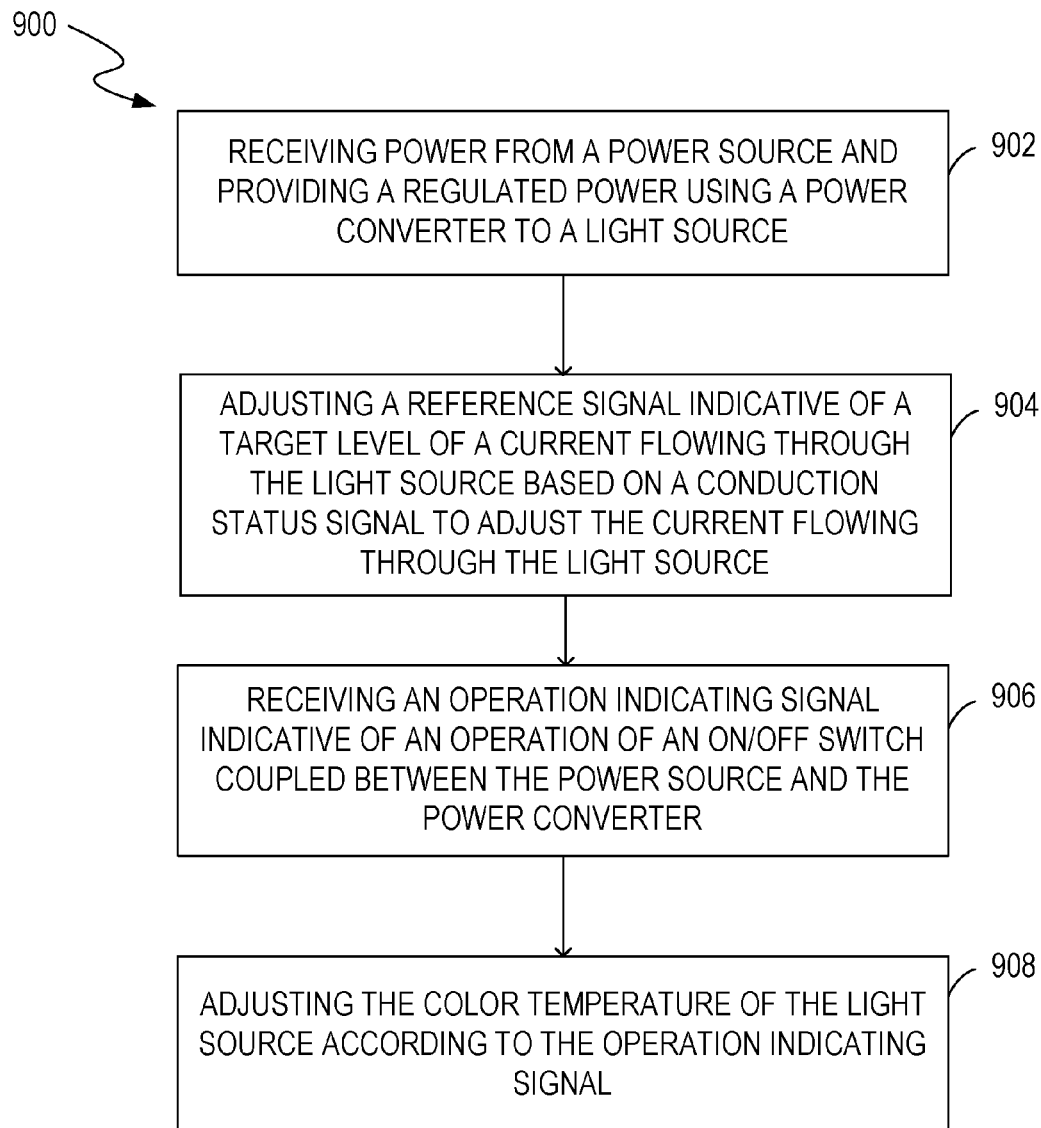 900
RECEIVING POWER FROM A POWER SOURCE AND
PROVIDING A REGULATED POWER USING A POWER
CONVERTER TO A LIGHT SOURCE
902
ADJUSTING A REFERENCE SIGNAL INDICATIVE OF A
TARGET LEVEL OF A CURRENT FLOWING THROUGH
THE LIGHT SOURCE BASED ON A CONDUCTION
STATUS SIGNAL TO ADJUST THE CURRENT FLOWING
THROUGH THE LIGHT SOURCE
904
RECEIVING AN OPERATION INDICATING SIGNAL
INDICATIVE OF AN OPERATION OF AN ON/OFF SWITCH
COUPLED BETWEEN THE POWER SOURCE AND THE
POWER CONVERTER
906
ADJUSTING THE COLOR TEMPERATURE OF THE LIGHT
SOURCE ACCORDING TO THE OPERATION INDICATING
SIGNAL
908